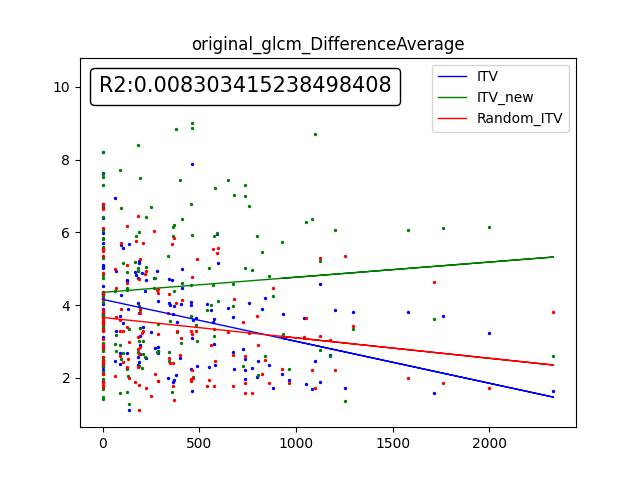 original_glcm_DifferenceAverage
R2:0.008303415238498408
ITV
ITV_new
Random_ITV
10
8
6
4
2
0 500 1000 1500 2000